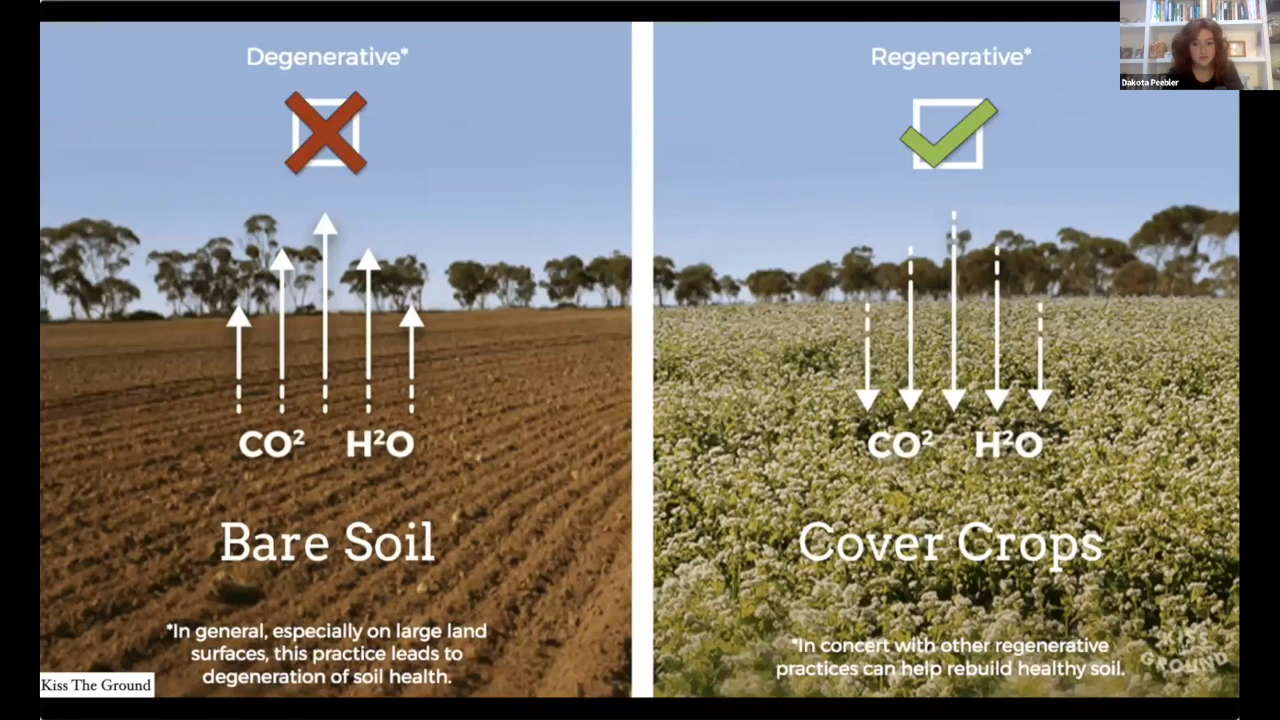 Degenerative*
CO²
H²O
Bare Soil
*In general, especially on large land
surfaces, this practice leads to
degeneration of soil health.
Kiss The Ground
Regenerative*
CO²
H²O
Cover Crops
*In concert with other regenerative
practices can help rebuild healthy soil.
KISS
THE
GROUND
Dakota Peebler